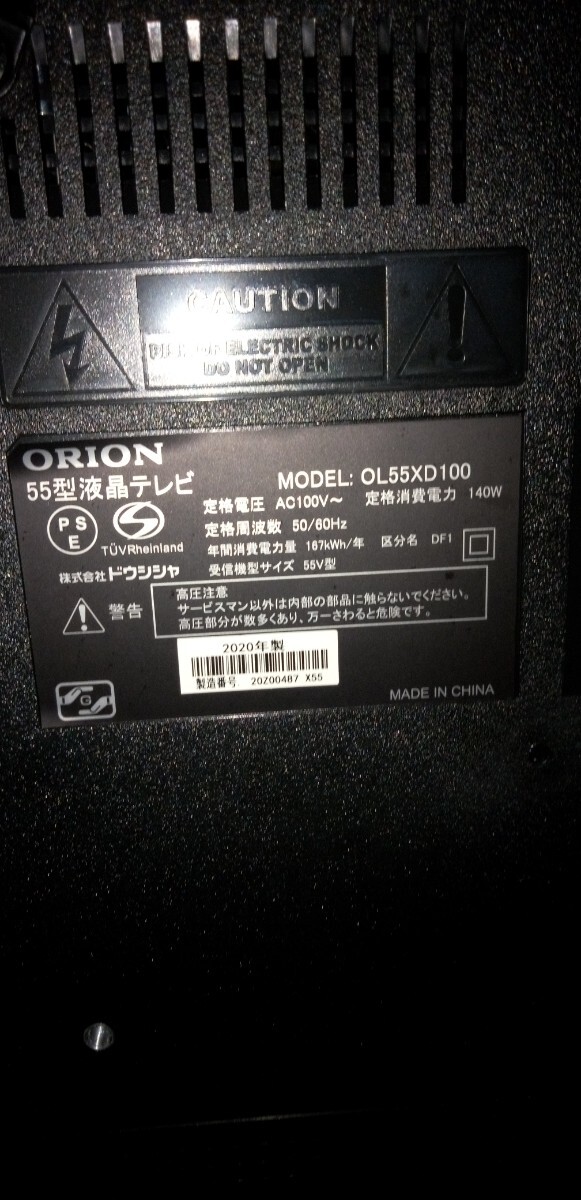 CAUTION
RISK OF ELECTRIC SHOCK
DO NOT OPEN
ORION
55型液晶テレビ
MODEL: OL55XD100
定格電圧 AC100V～ 定格消費電力 140W
PS
E
定格周波数 50/60Hz
TÜVRheinland
年間消費電力量 167kWh/年 区分名 DF1
株式会社ドウシシャ
受信機型サイズ 55V型
警告
高圧注意
サービスマン以外は内部の部品に触らないでください。
高圧部分が数多くあり、万一さわると危険です。
2020年製
製造番号 20Z00487 X55
G
MADE IN CHINA